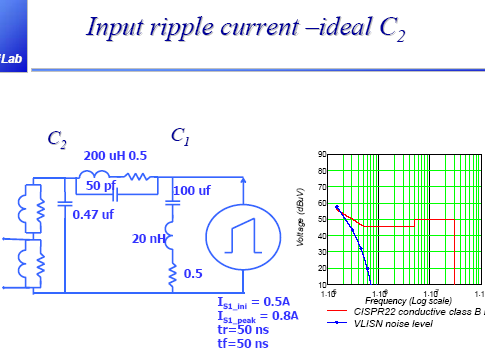 Input ripple current –ideal C2
Lab
C2
C1
200 uH 0.5
50 pf
100 uf
0.47 uf
20 nH
0.5
IS1_ini = 0.5A
IS1_peak = 0.8A
tr=50 ns
tf=50 ns
Voltage (dBuV)
90
80
70
60
50
40
30
20
10
Frequency (Log scale)
CISPR22 conductive class B
VLISN noise level